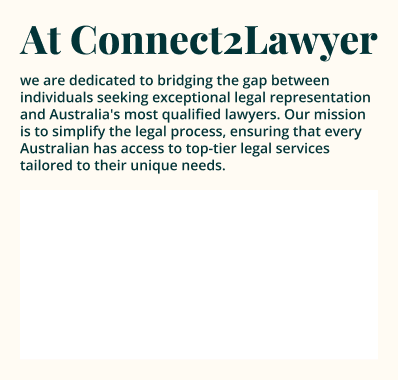 At Connect2Lawyer
we are dedicated to bridging the gap between
individuals seeking exceptional legal representation
and Australia's most qualified lawyers. Our mission
is to simplify the legal process, ensuring that every
Australian has access to top-tier legal services
tailored to their unique needs.